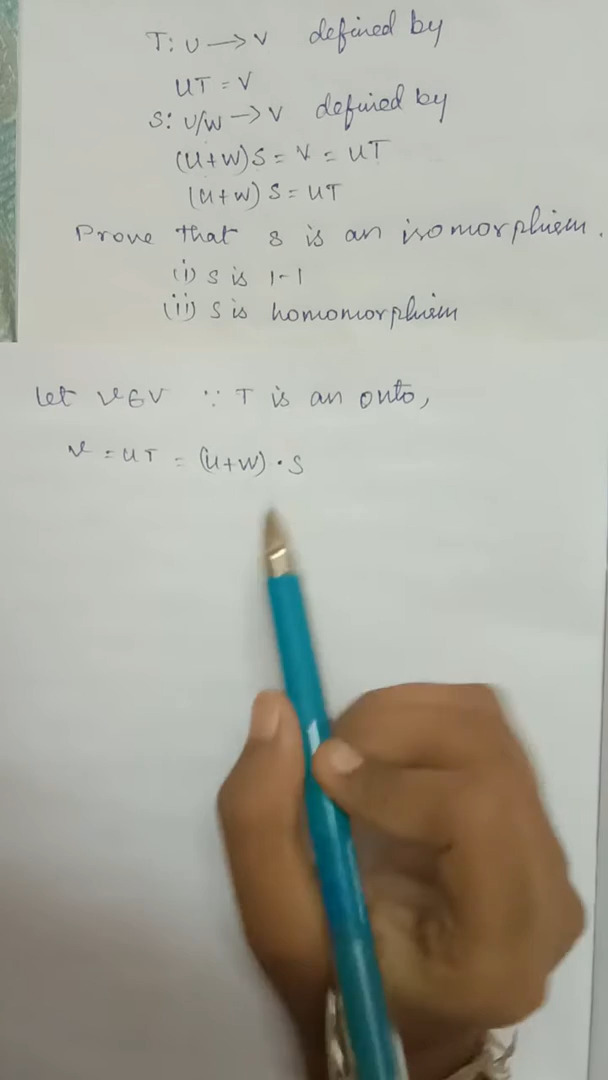 T: U → V defined by
UT = V
S: U/W → V defined by
(U+W)S = V = UT
(U+W) S = UT
Prove that S is an isomorphism.
(i) S is 1-1
(ii) S is homomorphism
Let v∈V ∵ T is an onto,
v = UT = (U+W)·S